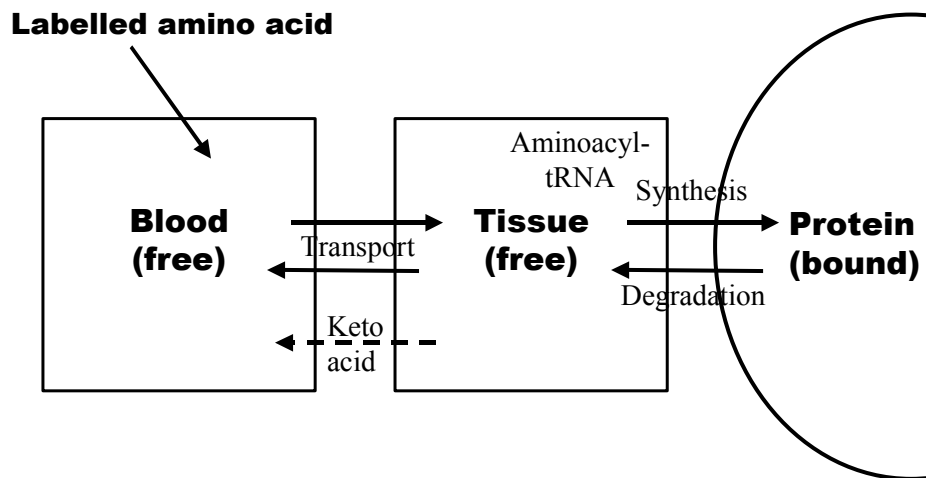 Labelled amino acid
Aminoacyl-
tRNA
Synthesis
Blood
(free)
Transport
Tissue
(free)
Protein
(bound)
Degradation
Keto
acid